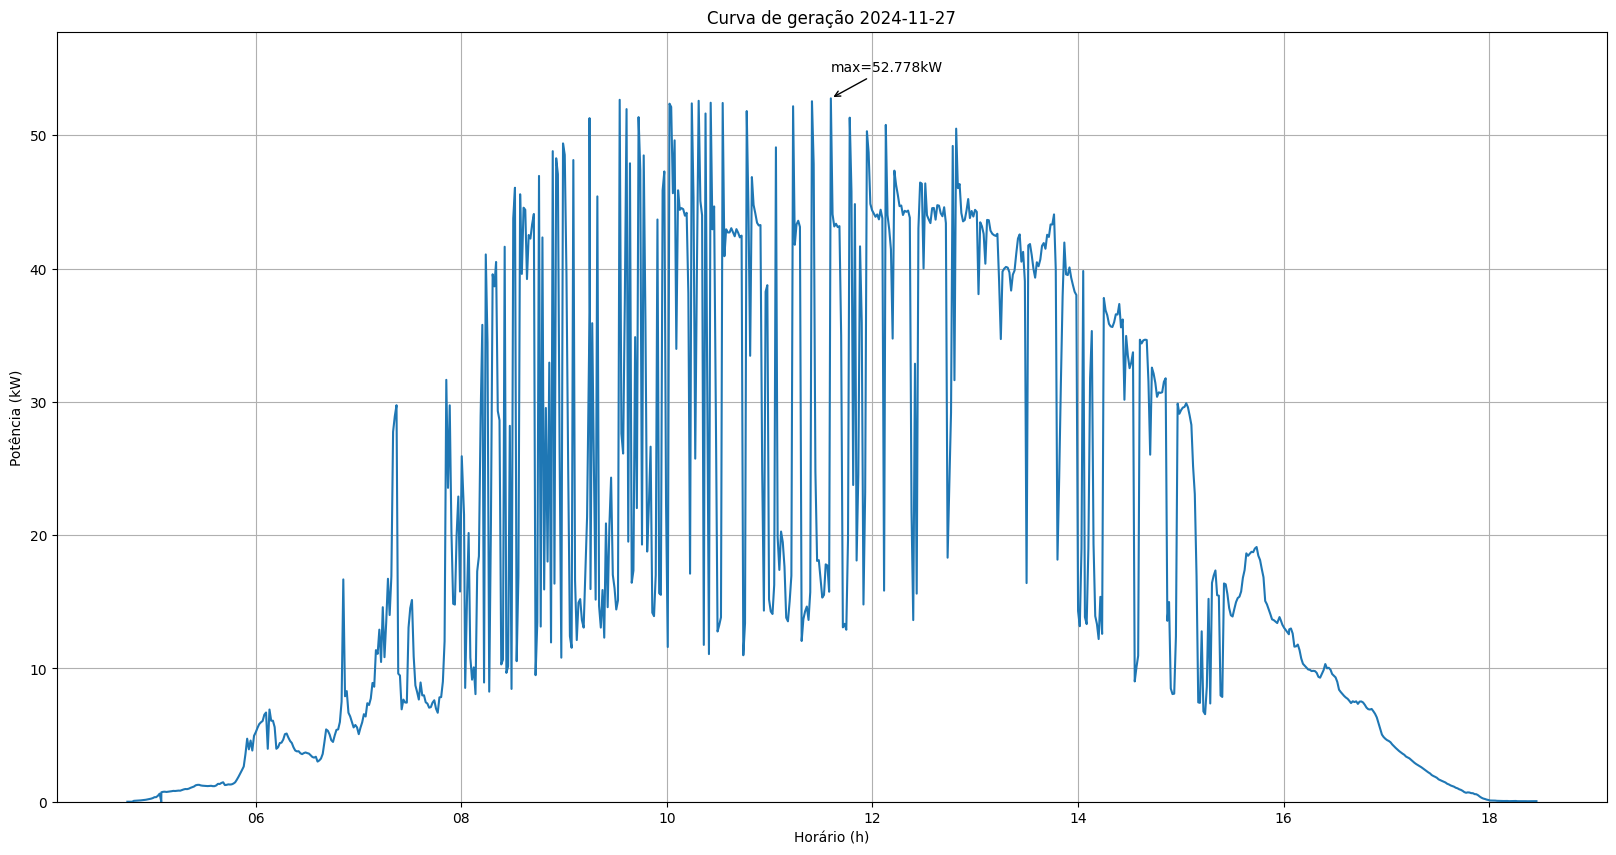 Curva de geração 2024-11-27
max=52.778kW
Potência (kW)
50
40
30
20
10
0
06 08 10 12 14 16 18
Horário (h)